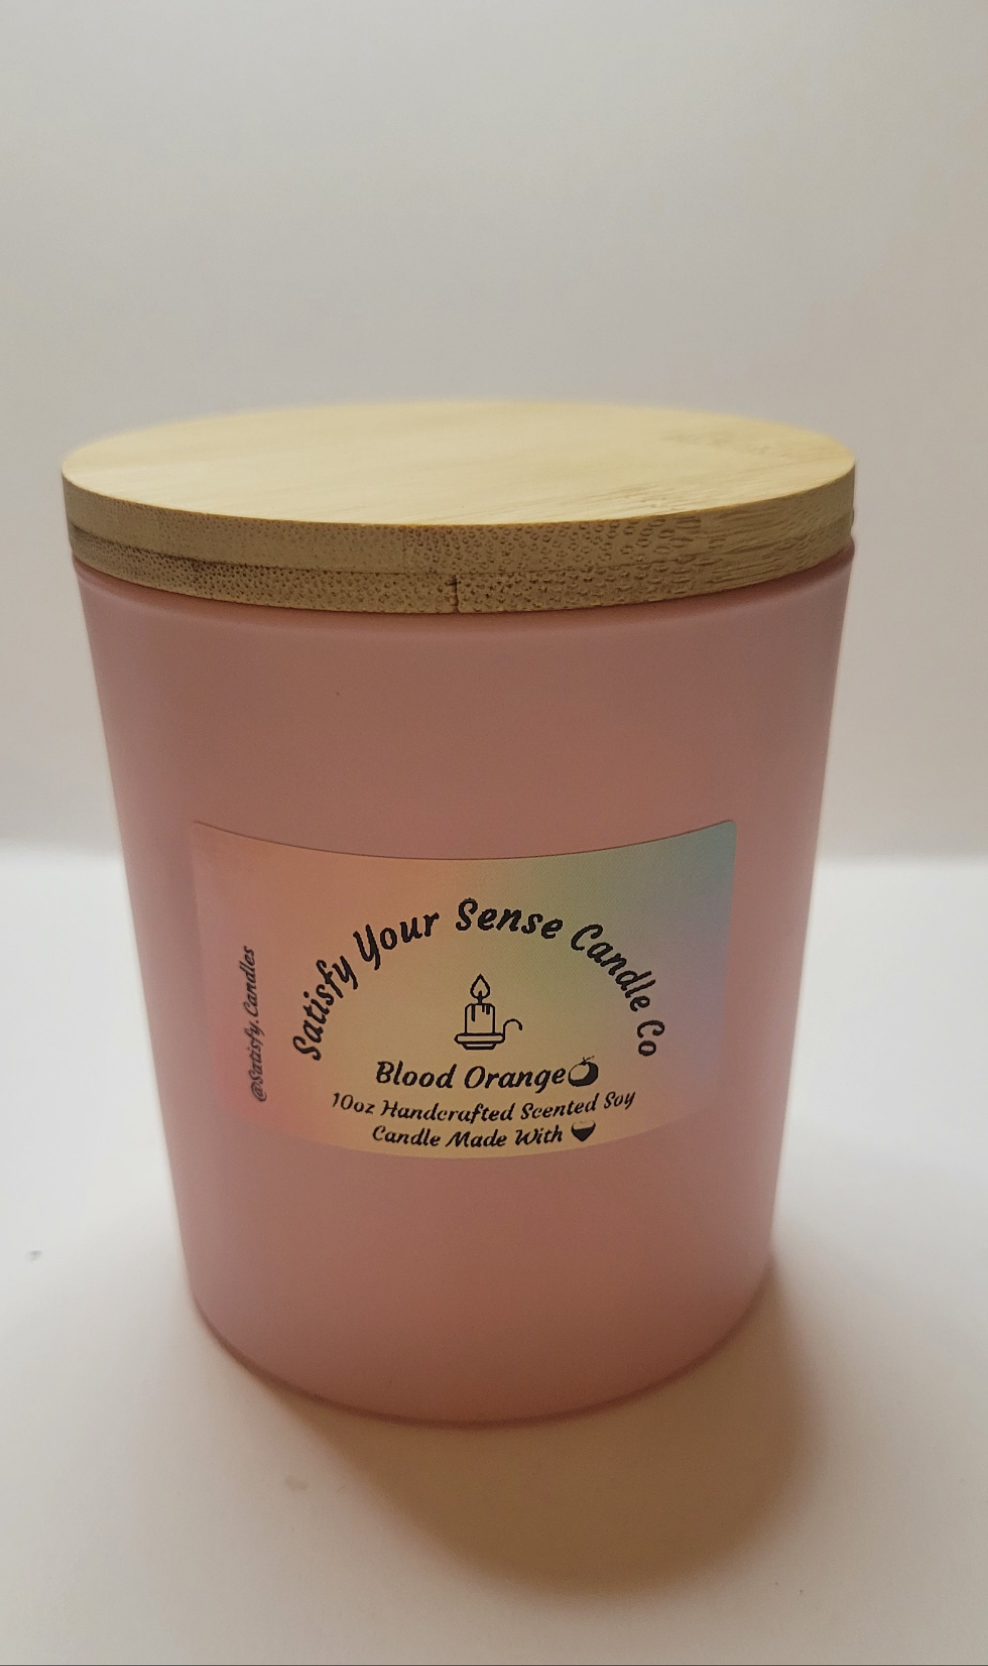 Satisfy Your Sense Candle Co
@Satisfy.Candles
Blood Orange
10oz Handcrafted Scented Soy
Candle Made With